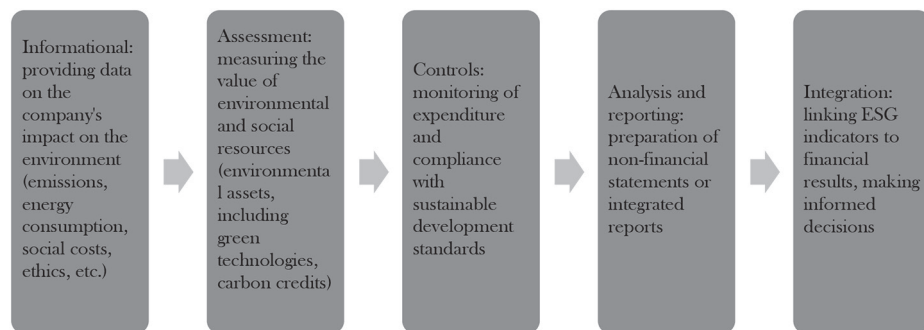 Informational:
providing data
on the
company's
impact on the
environment
(emissions,
energy
consumption,
social costs,
ethics, etc.)
Assessment:
measuring the
value of
environmental
and social
resources
(environmenta
l assets,
including
green
technologies,
carbon credits)
Controls:
monitoring of
expenditure
and
compliance
with
sustainable
development
standards
Analysis and
reporting:
preparation of
non-financial
statements or
integrated
reports
Integration:
linking ESG
indicators to
financial
results, making
informed
decisions